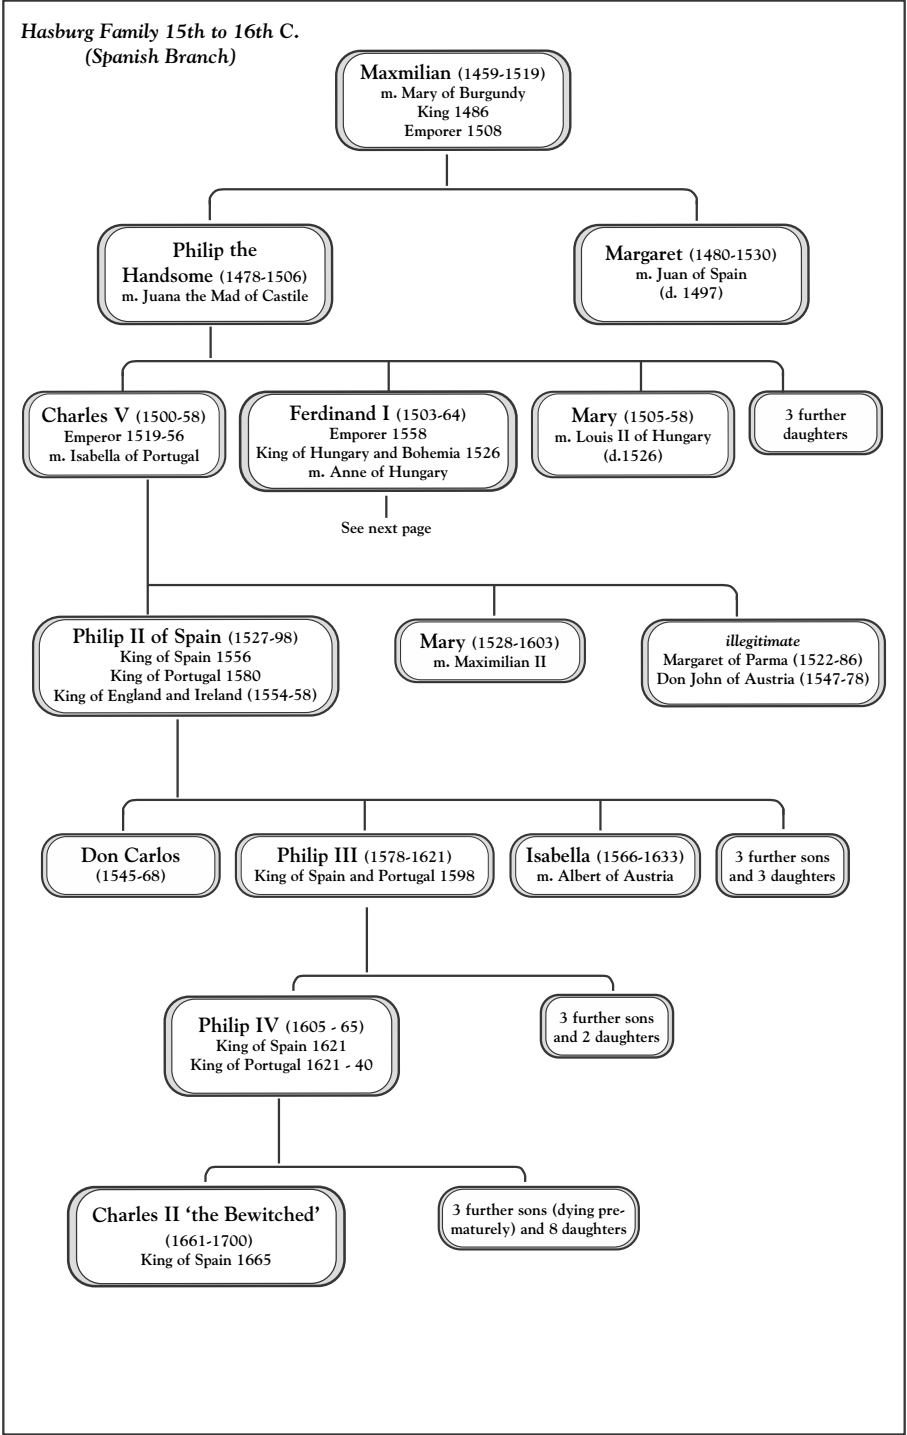 Hasburg Family 15th to 16th C.
(Spanish Branch)
Maxmilian (1459-1519)
m. Mary of Burgundy
King 1486
Emporer 1508
Philip the
Handsome (1478-1506)
m. Juana the Mad of Castile
Margaret (1480-1530)
m. Juan of Spain
(d. 1497)
Charles V (1500-58)
Emperor 1519-56
m. Isabella of Portugal
Ferdinand I (1503-64)
Emporer 1558
King of Hungary and Bohemia 1526
m. Anne of Hungary
Mary (1505-58)
m. Louis II of Hungary
(d.1526)
3 further
daughters
See next page
Philip II of Spain (1527-98)
King of Spain 1556
King of Portugal 1580
King of England and Ireland (1554-58)
Mary (1528-1603)
m. Maximilian II
illegitimate
Margaret of Parma (1522-86)
Don John of Austria (1547-78)
Don Carlos
(1545-68)
Philip III (1578-1621)
King of Spain and Portugal 1598
Isabella (1566-1633)
m. Albert of Austria
3 further sons
and 3 daughters
Philip IV (1605 - 65)
King of Spain 1621
King of Portugal 1621 - 40
3 further sons
and 2 daughters
Charles II ‘the Bewitched’
(1661-1700)
King of Spain 1665
3 further sons (dying pre-
maturely) and 8 daughters